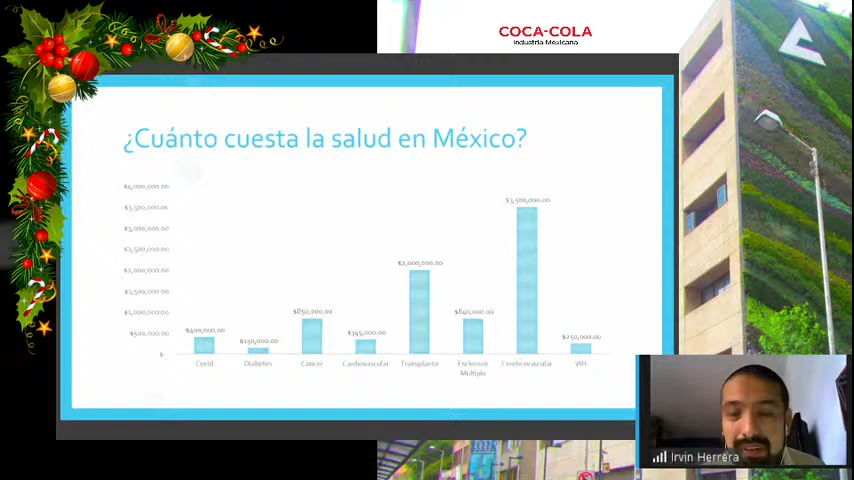 COCA-COLA
Industria Mexicana
¿Cuánto cuesta la salud en México?
$4,000,000.00
$3,500,000.00
$3,000,000.00
$2,500,000.00
$2,000,000.00
$1,500,000.00
$1,000,000.00
$500,000.00
$-
$400,000.00
$150,000.00
$850,000.00
$345,000.00
$2,000,000.00
$840,000.00
$3,500,000.00
$250,000.00
Covid
Diabetes
Cáncer
Cardiovascular
Transplante
Esclerosis
Múltiple
Cerebrovascular
VIH
Irvin Herrera